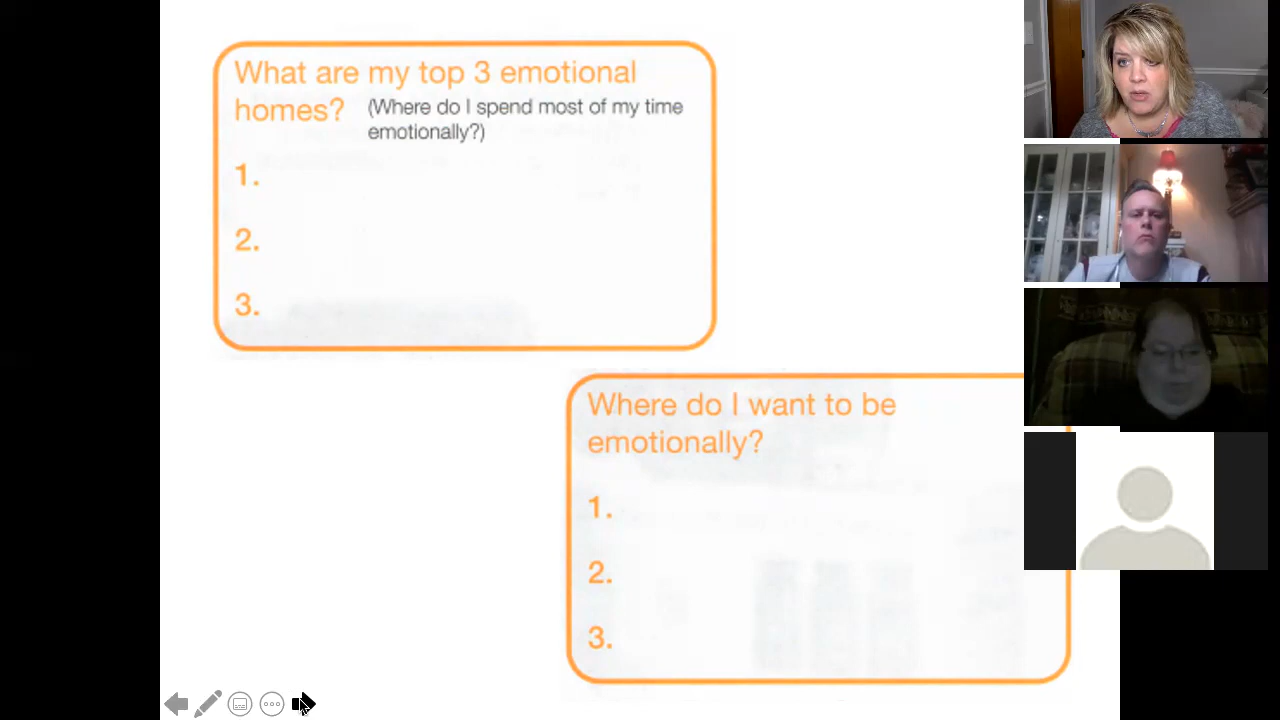 What are my top 3 emotional
homes? (Where do I spend most of my time
emotionally?)
1.
2.
3.
Where do I want to be
emotionally?
1.
2.
3.